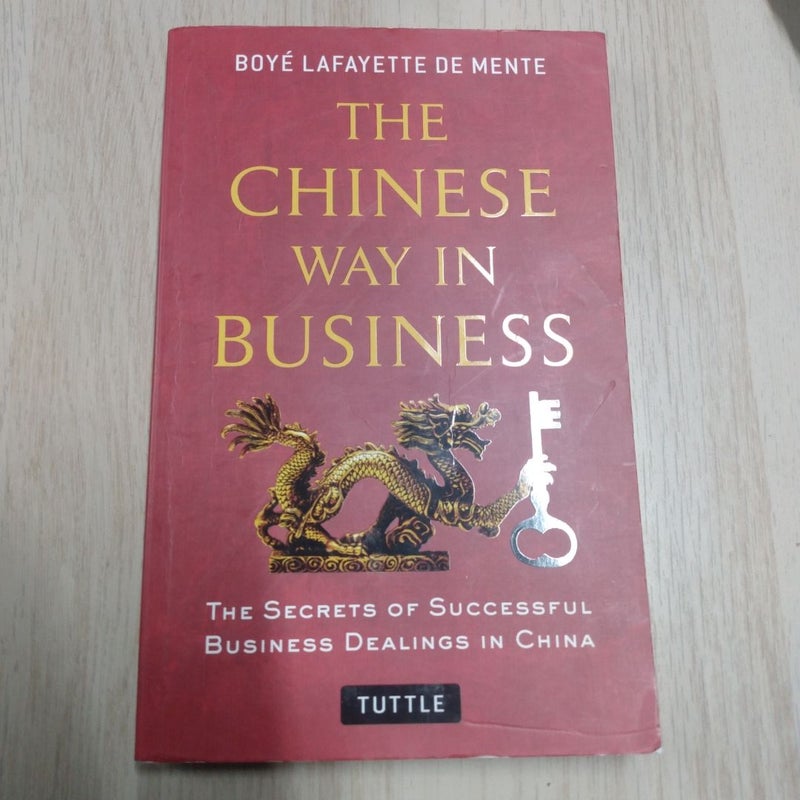 BOYÉ LAFAYETTE DE MENTE
THE
CHINESE
WAY IN
BUSINESS
THE SECRETS OF SUCCESSFUL
BUSINESS DEALINGS IN CHINA
TUTTLE